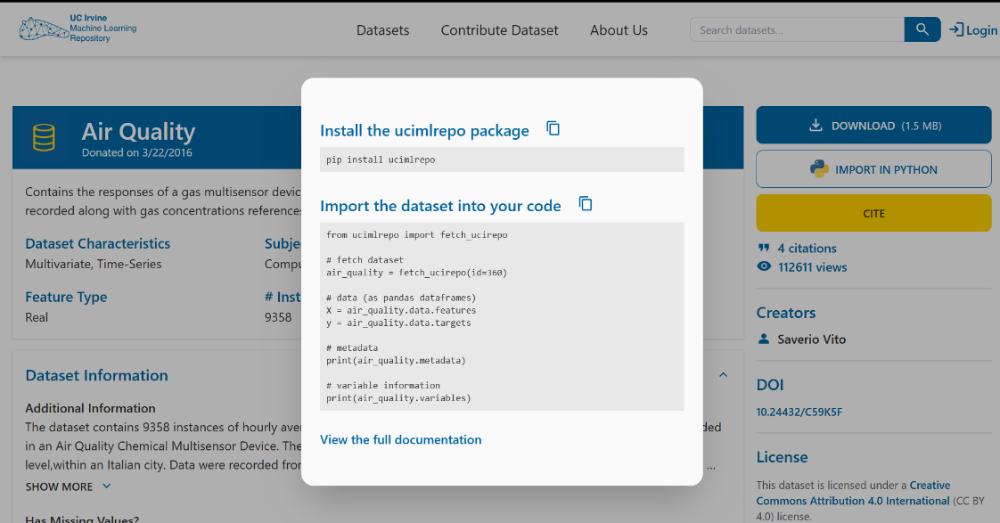 UC Irvine
Machine Learning
Repository
Datasets
Contribute Dataset
About Us
Search datasets...
Login
Air Quality
Donated on 3/22/2016
Contains the responses of a gas multisensor
recorded along with gas concentrations
Dataset Characteristics
Multivariate, Time-Series
Feature Type
Real
# Inst
9358
Dataset Information
Additional Information
The dataset contains 9358 instances of hourly
in an Air Quality Chemical Multisensor Device. The
level,within an Italian city. Data were recorded
...
SHOW MORE
Has Missing Values?
Install the ucimlrepo package
pip install ucimlrepo
Import the dataset into your code
from ucimlrepo import fetch_ucirepo
# fetch dataset
air_quality = fetch_ucirepo(id=360)
# data (as pandas dataframes)
X = air_quality.data.features
y = air_quality.data.targets
# metadata
print(air_quality.metadata)
# variable information
print(air_quality.variables)
View the full documentation
DOWNLOAD (1.5 MB)
IMPORT IN PYTHON
CITE
4 citations
112611 views
Creators
Saverio Vito
DOI
10.24432/C59K5F
License
This dataset is licensed under a Creative
Commons Attribution 4.0 International (CC BY
4.0) license.